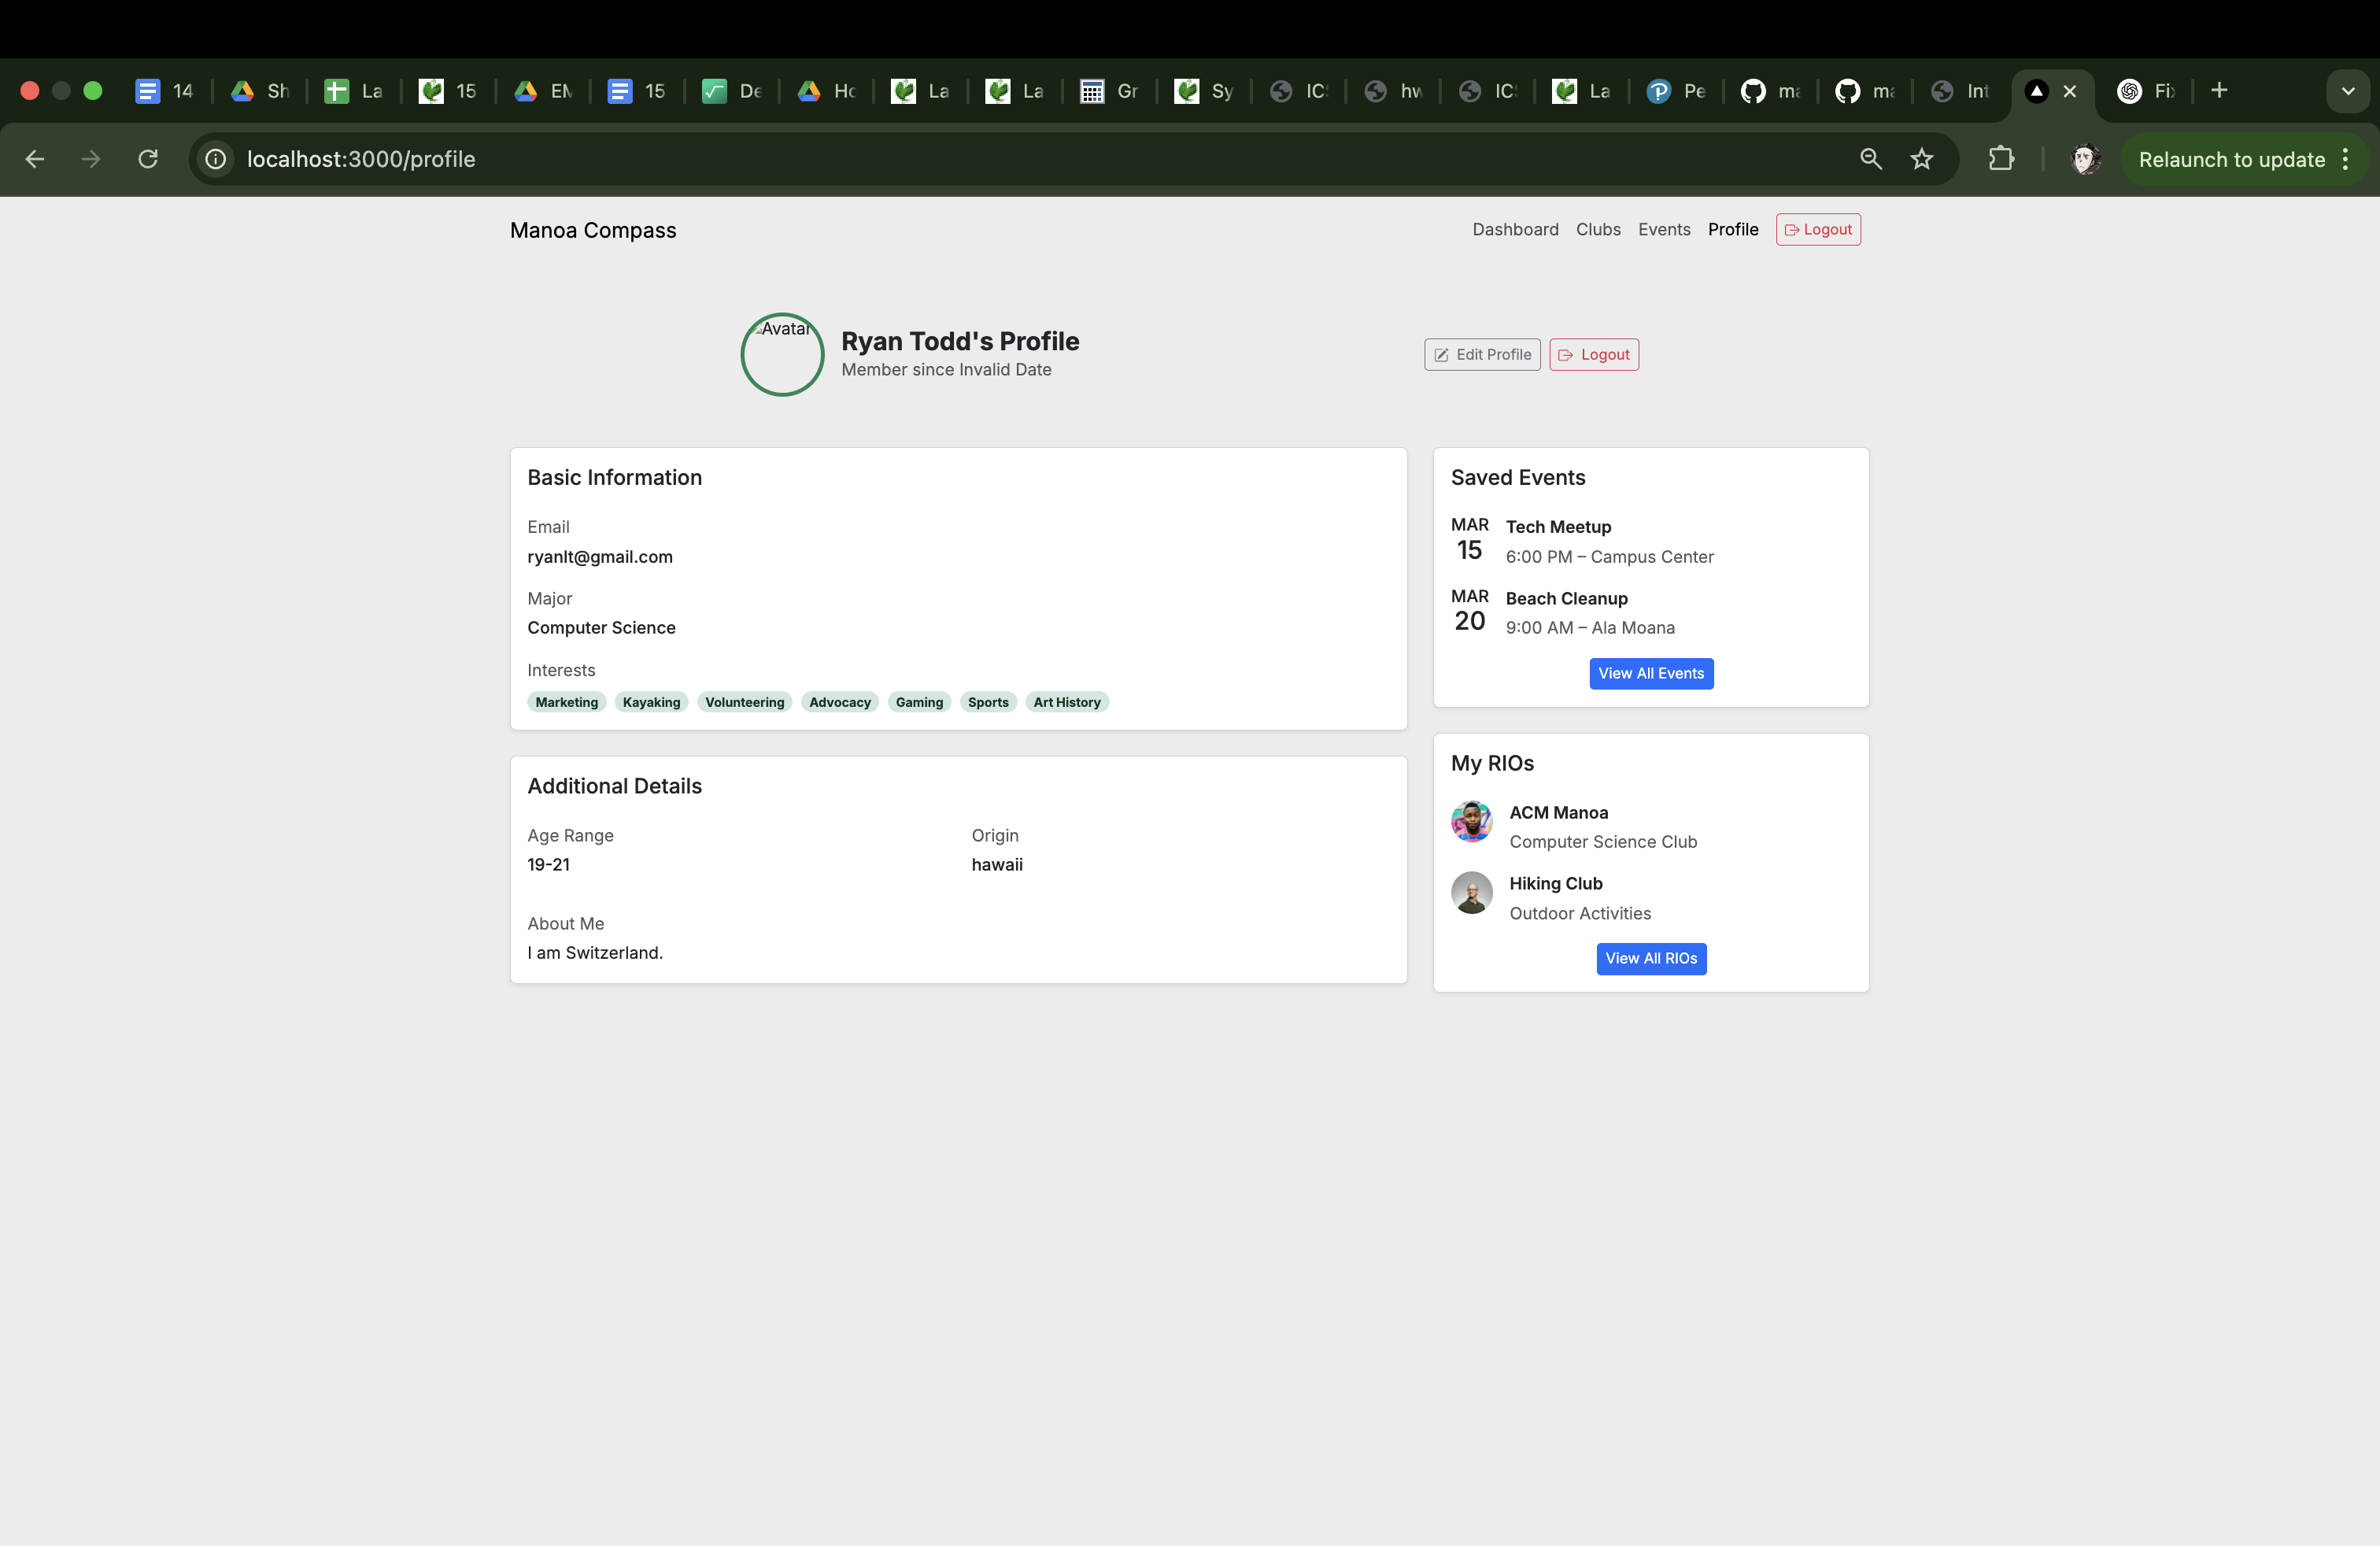 14 Sh La 15 EM 15 De Ho La La Gr Sy IC hw IC La Pe ma ma Int Fix
localhost:3000/profile
Relaunch to update
Manoa Compass
Dashboard Clubs Events Profile Logout
Avatar
Ryan Todd's Profile
Member since Invalid Date
Edit Profile Logout
Basic Information
Email
ryanlt@gmail.com
Major
Computer Science
Interests
Marketing Kayaking Volunteering Advocacy Gaming Sports Art History
Additional Details
Age Range
19-21
Origin
hawaii
About Me
I am Switzerland.
Saved Events
MAR
15
Tech Meetup
6:00 PM – Campus Center
MAR
20
Beach Cleanup
9:00 AM – Ala Moana
View All Events
My RIOs
ACM Manoa
Computer Science Club
Hiking Club
Outdoor Activities
View All RIOs